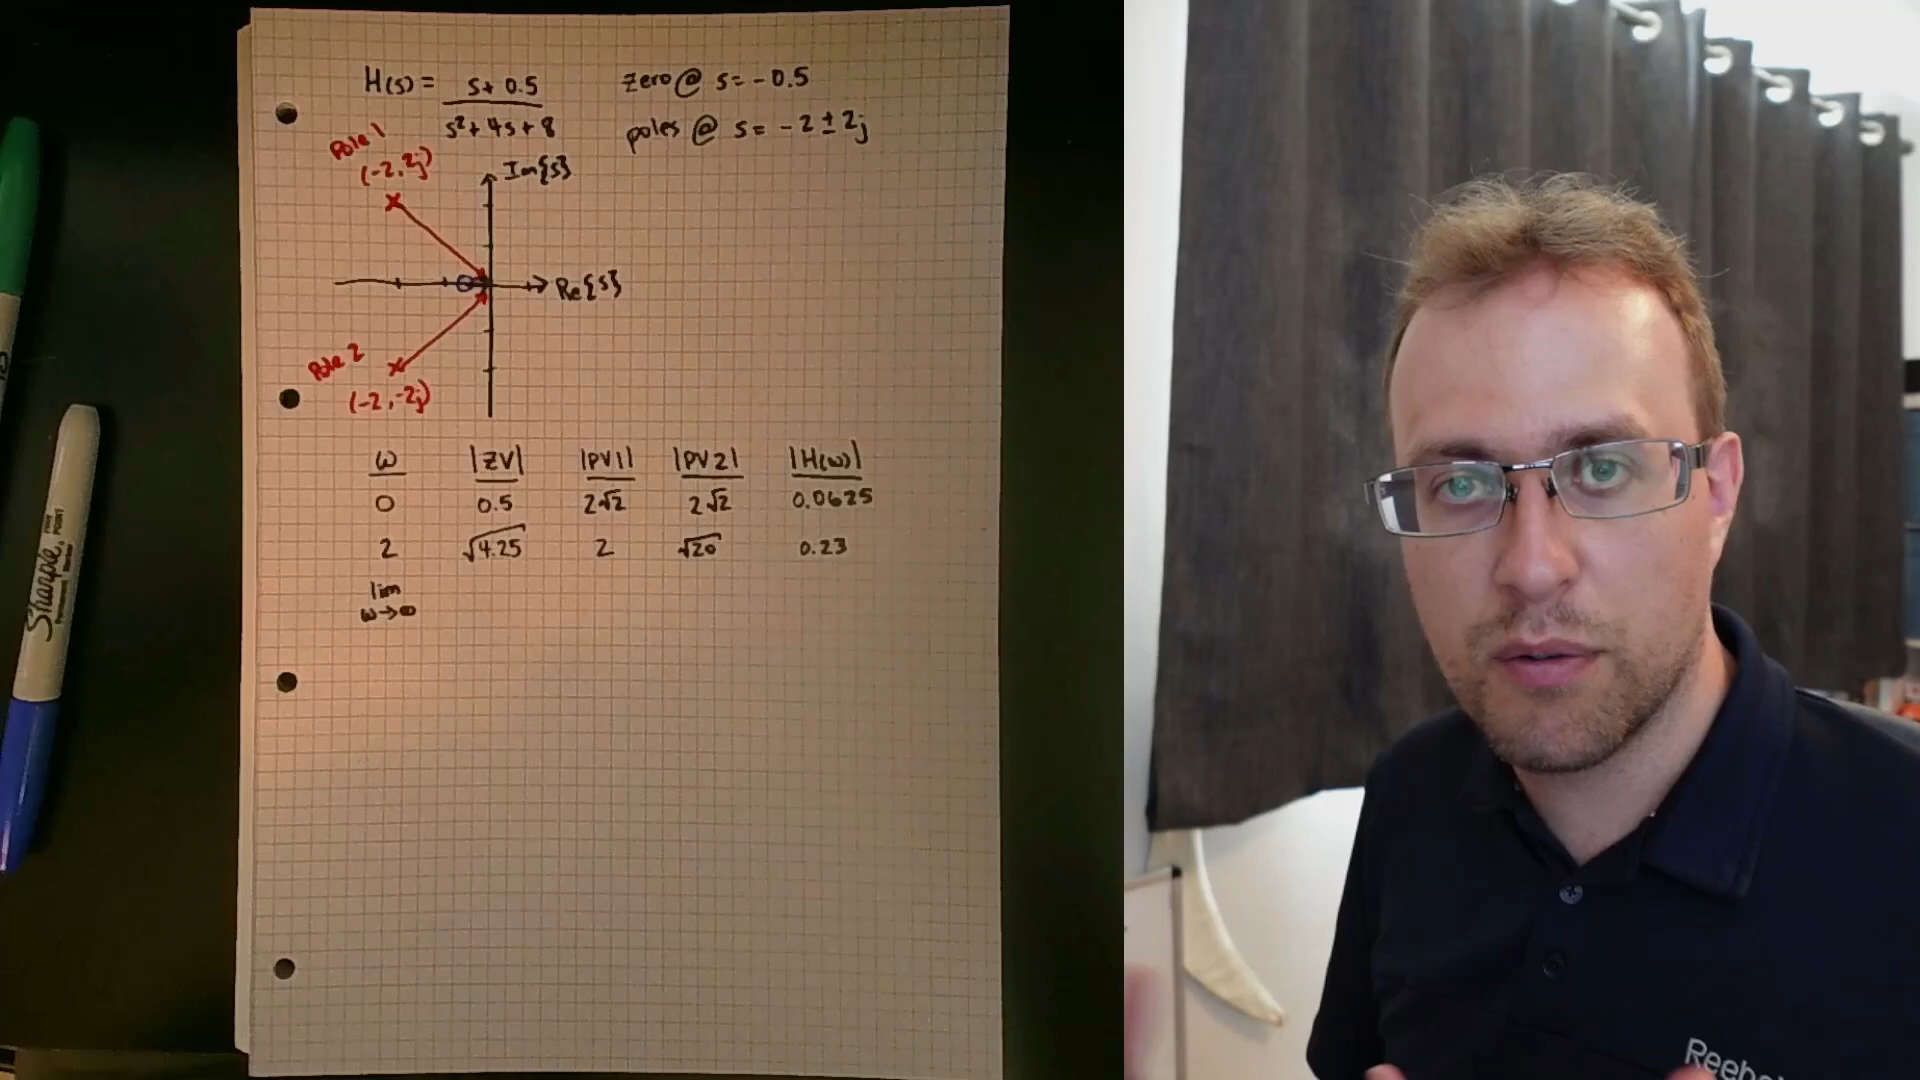 H(s) = s + 0.5 / s² + 4s + 8
zero @ s = -0.5
poles @ s = -2 ± 2j
Pole 1
(-2, 2j)
Im{s}
Re{s}
Pole 2
(-2, -2j)
ω |ZV| |PV1| |PV2| |H(ω)|
0 0.5 2√2 2√2 0.0625
2 √4.25 2 √20 0.23
lim
ω→∞
Sharpie